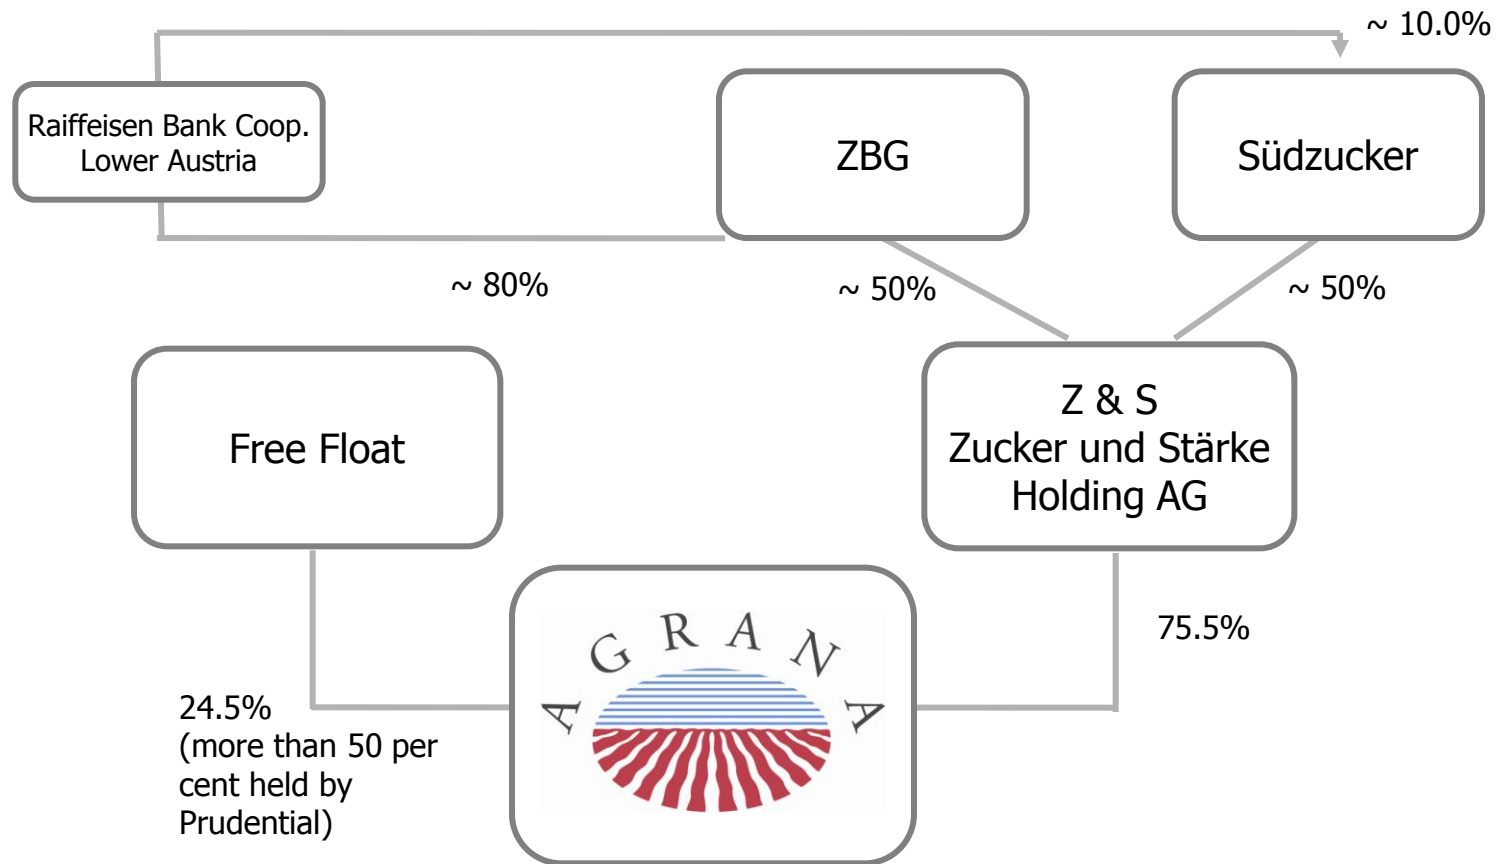 ~ 10.0%
Raiffeisen Bank Coop.
Lower Austria
ZBG
Südzucker
~ 80%
~ 50%
~ 50%
Free Float
Z & S
Zucker und Stärke
Holding AG
AGRANA
75.5%
24.5%
(more than 50 per
cent held by
Prudential)